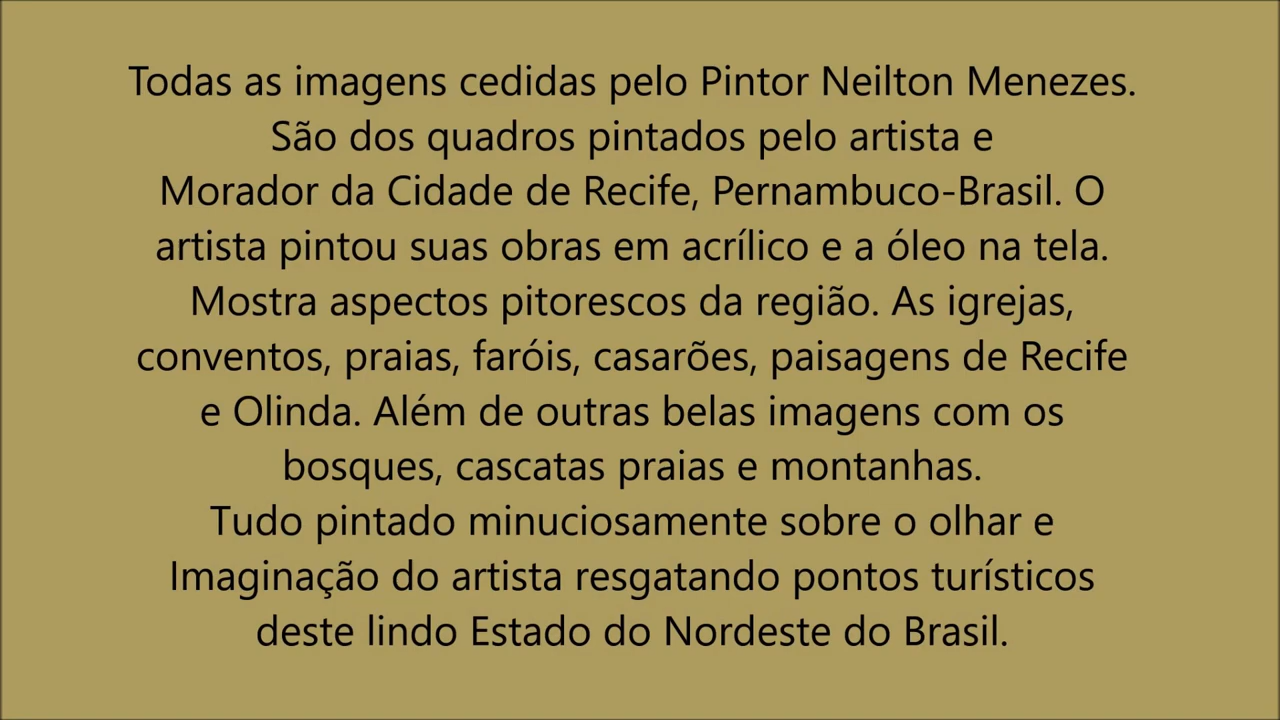 Todas as imagens cedidas pelo Pintor Neilton Menezes.
São dos quadros pintados pelo artista e
Morador da Cidade de Recife, Pernambuco-Brasil. O
artista pintou suas obras em acrílico e a óleo na tela.
Mostra aspectos pitorescos da região. As igrejas,
conventos, praias, faróis, casarões, paisagens de Recife
e Olinda. Além de outras belas imagens com os
bosques, cascatas praias e montanhas.
Tudo pintado minuciosamente sobre o olhar e
Imaginação do artista resgatando pontos turísticos
deste lindo Estado do Nordeste do Brasil.